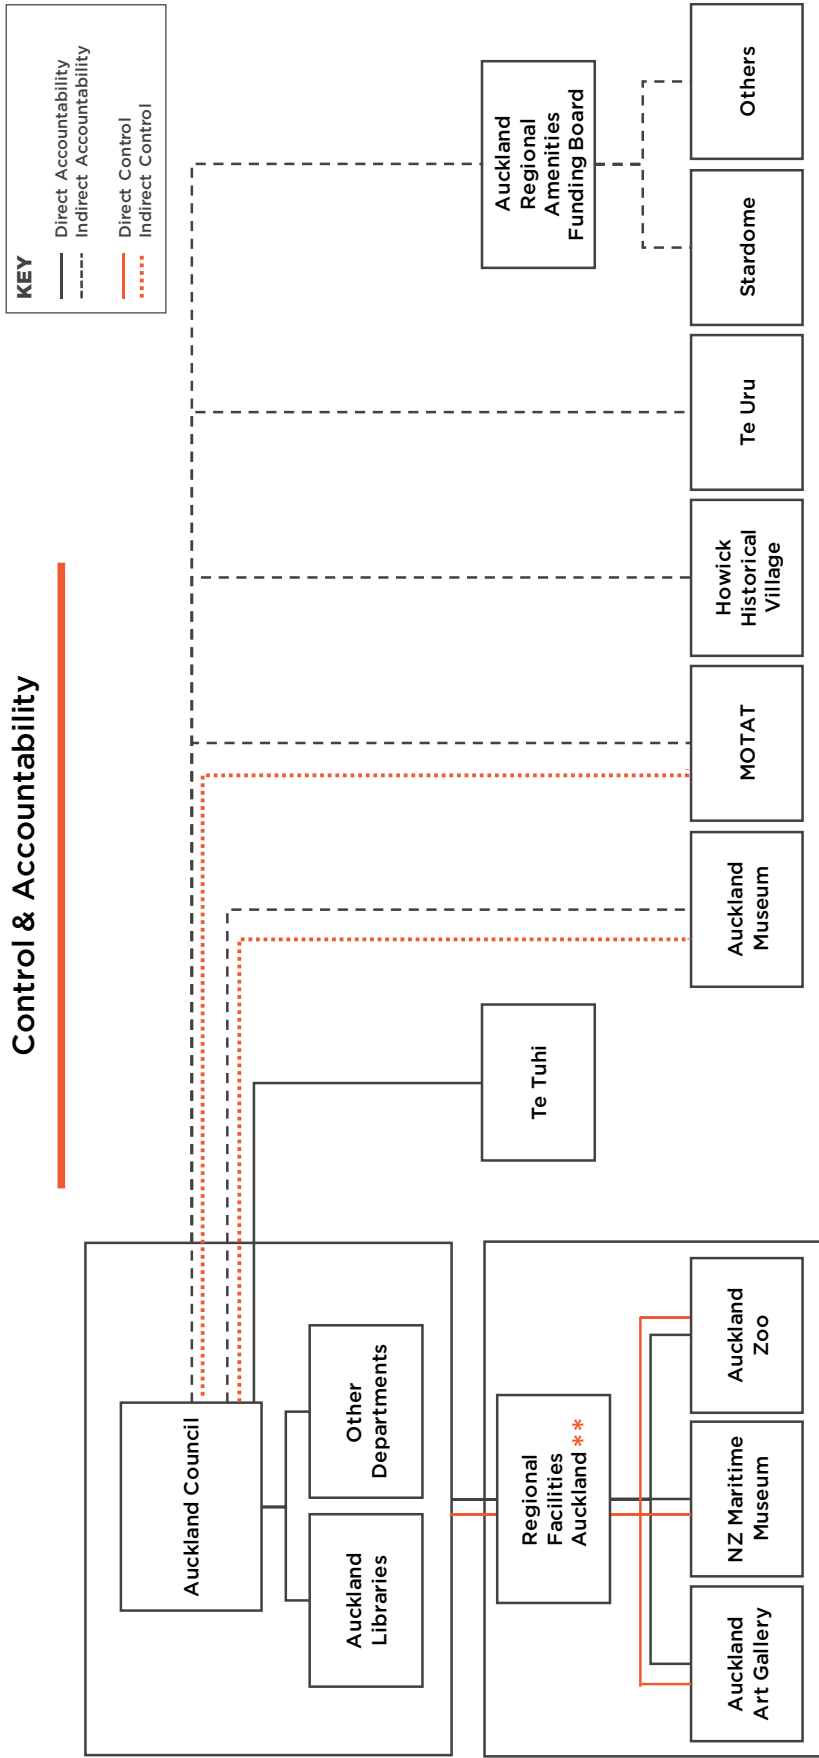 Control & Accountability
KEY
Direct Accountability
Indirect Accountability
Direct Control
Indirect Control
Auckland Council
Auckland
Libraries
Other
Departments
Regional
Facilities
Auckland **
Auckland
Art Gallery
NZ Maritime
Museum
Auckland
Zoo
Te Tuhi
Auckland
Museum
MOTAT
Howick
Historical
Village
Te Uru
Auckland
Regional
Amenities
Funding Board
Stardome
Others